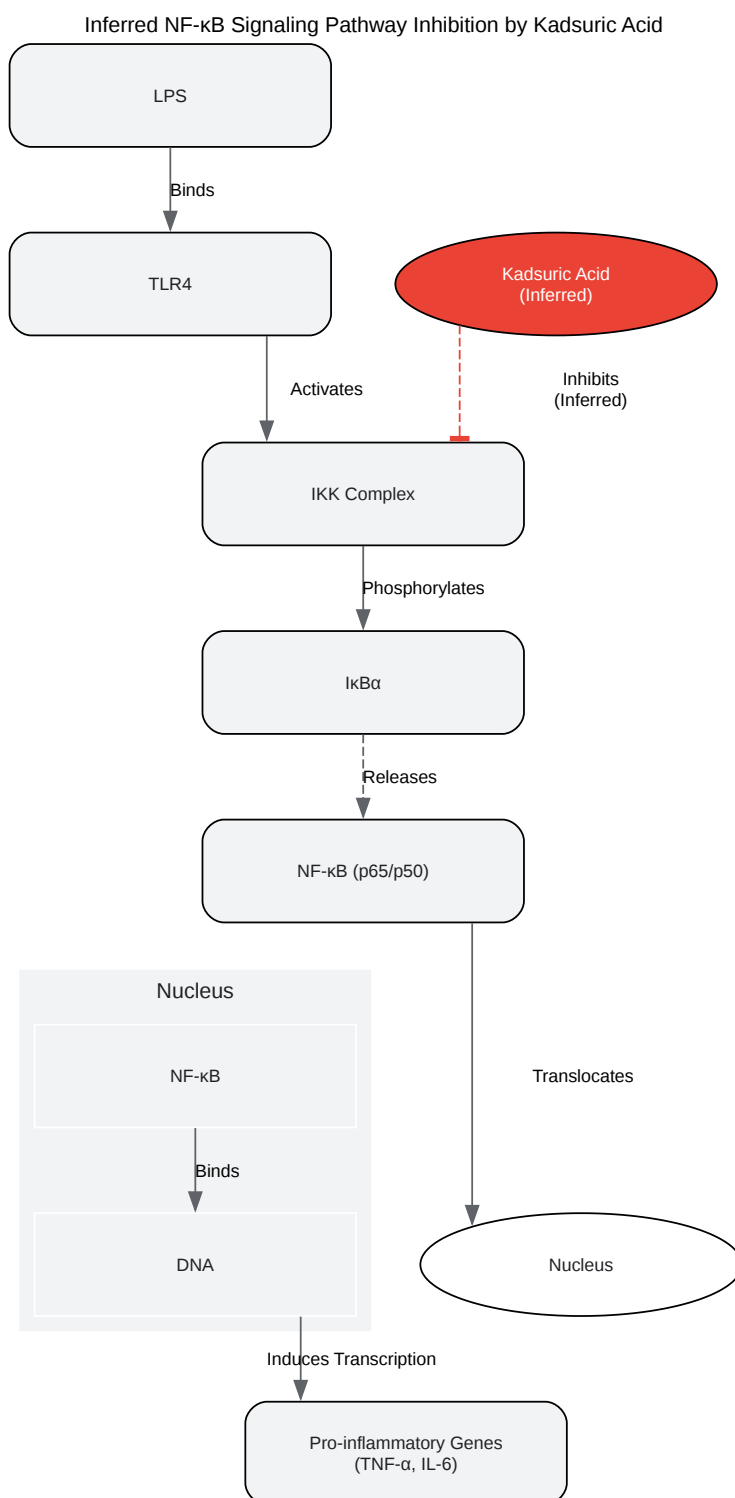 Inferred NF-κB Signaling Pathway Inhibition by Kadsuric Acid
LPS
Binds
TLR4
Kadsuric Acid
(Inferred)
Activates
Inhibits
(Inferred)
IKK Complex
Phosphorylates
IκBα
Releases
NF-κB (p65/p50)
Nucleus
NF-κB
Translocates
Binds
DNA
Nucleus
Induces Transcription
Pro-inflammatory Genes
(TNF-α, IL-6)